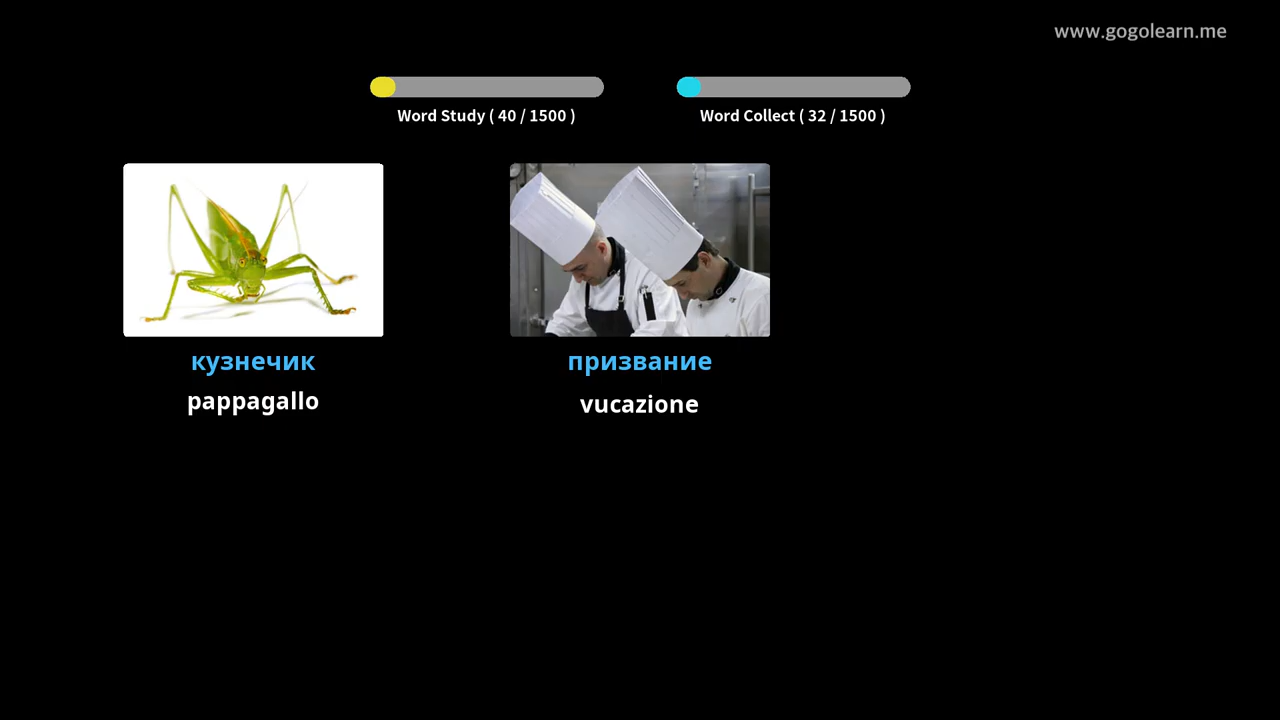 www.gogolearn.me
Word Study ( 40 / 1500 )
Word Collect ( 32 / 1500 )
кузнечик
призвание
pappagallo
vucazione